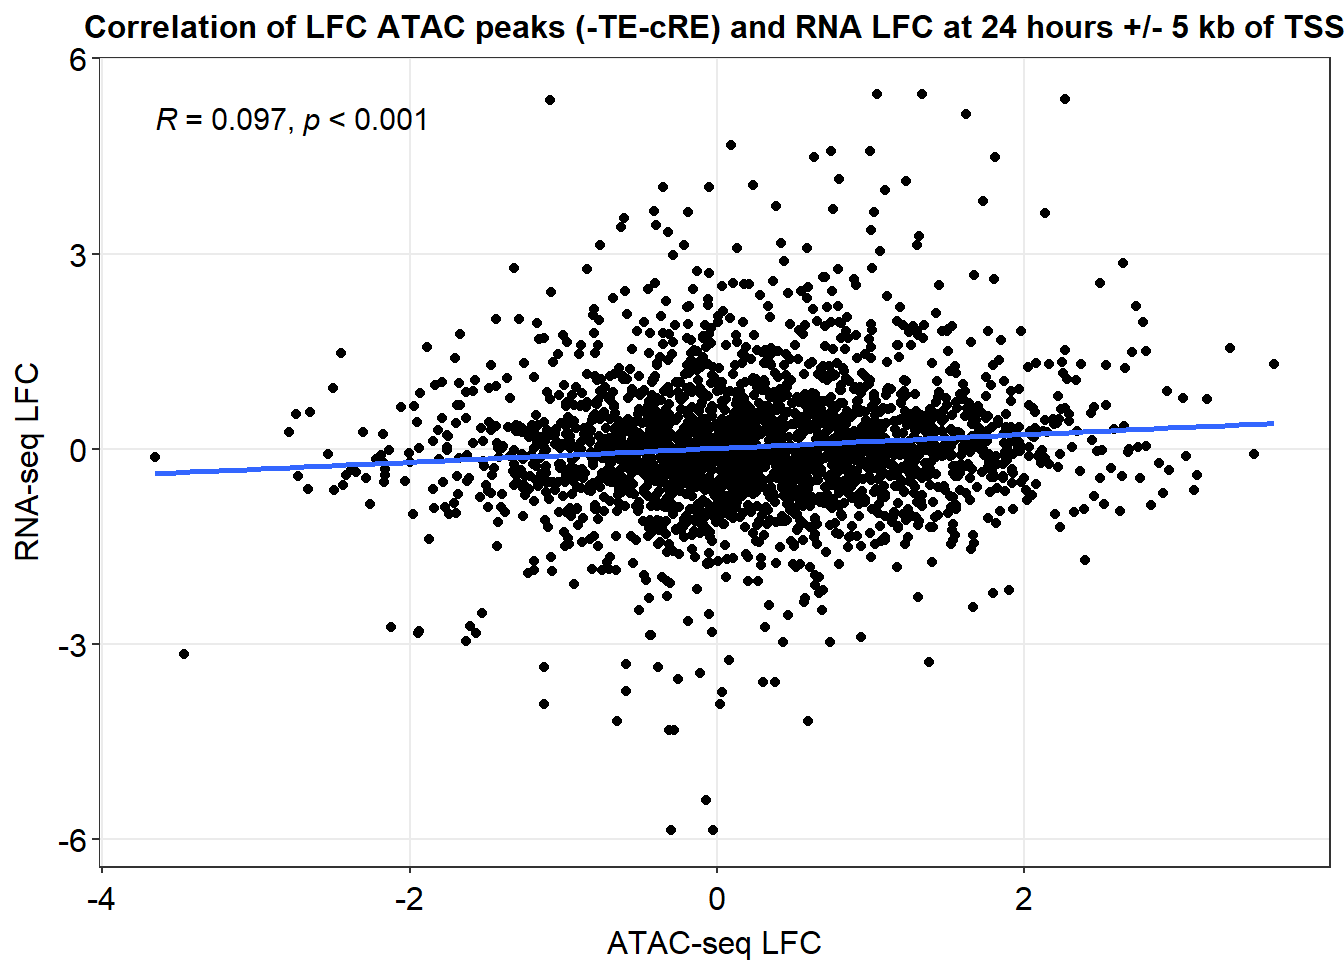 Correlation of LFC ATAC peaks (-TE-cRE) and RNA LFC at 24 hours +/- 5 kb of TSS
R = 0.097, p < 0.001
6
3
0
-3
-6
RNA-seq LFC
-4
-2
0
2
ATAC-seq LFC